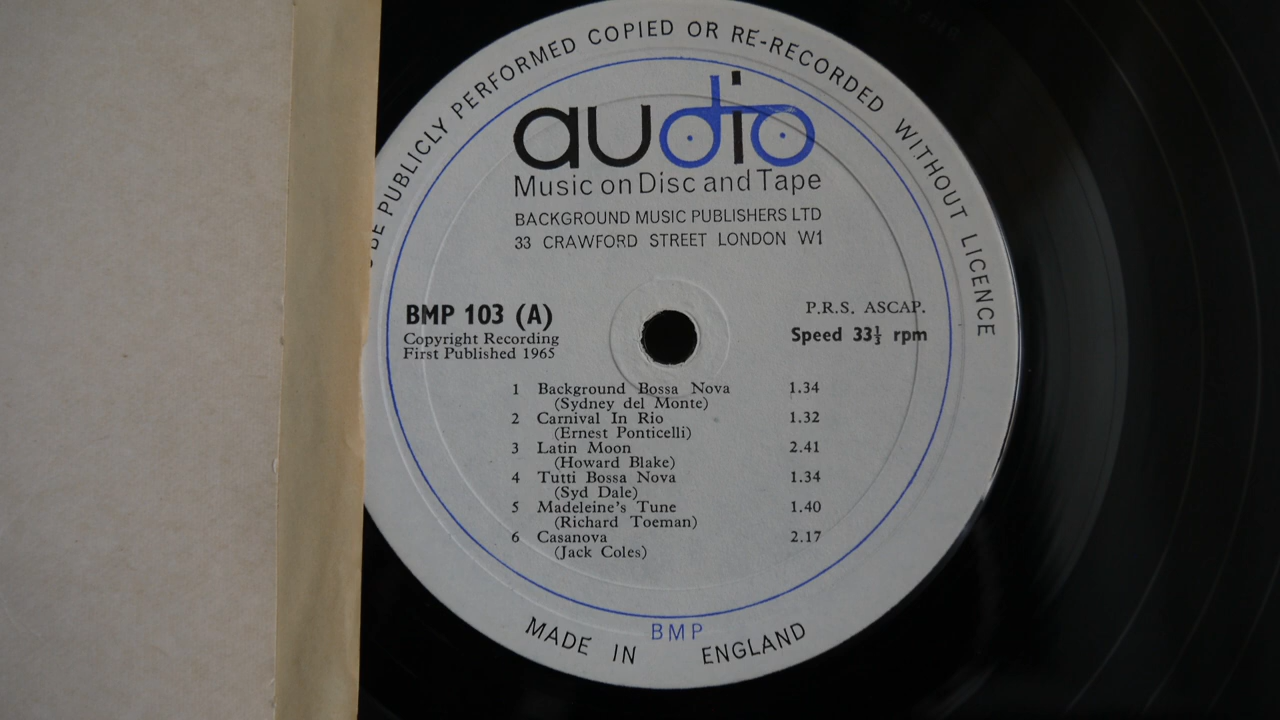 BE PUBLICLY PERFORMED COPIED OR RE-RECORDED WITHOUT LICENCE
audio
Music on Disc and Tape
BACKGROUND MUSIC PUBLISHERS LTD
33 CRAWFORD STREET LONDON W1
BMP 103 (A)
Copyright Recording
First Published 1965
P.R.S. ASCAP.
Speed 33⅓ rpm
1 Background Bossa Nova 1.34
(Sydney del Monte)
2 Carnival In Rio 1.32
(Ernest Ponticelli)
3 Latin Moon 2.41
(Howard Blake)
4 Tutti Bossa Nova 1.34
(Syd Dale)
5 Madeleine's Tune 1.40
(Richard Toeman)
6 Casanova 2.17
(Jack Coles)
BMP
MADE IN ENGLAND